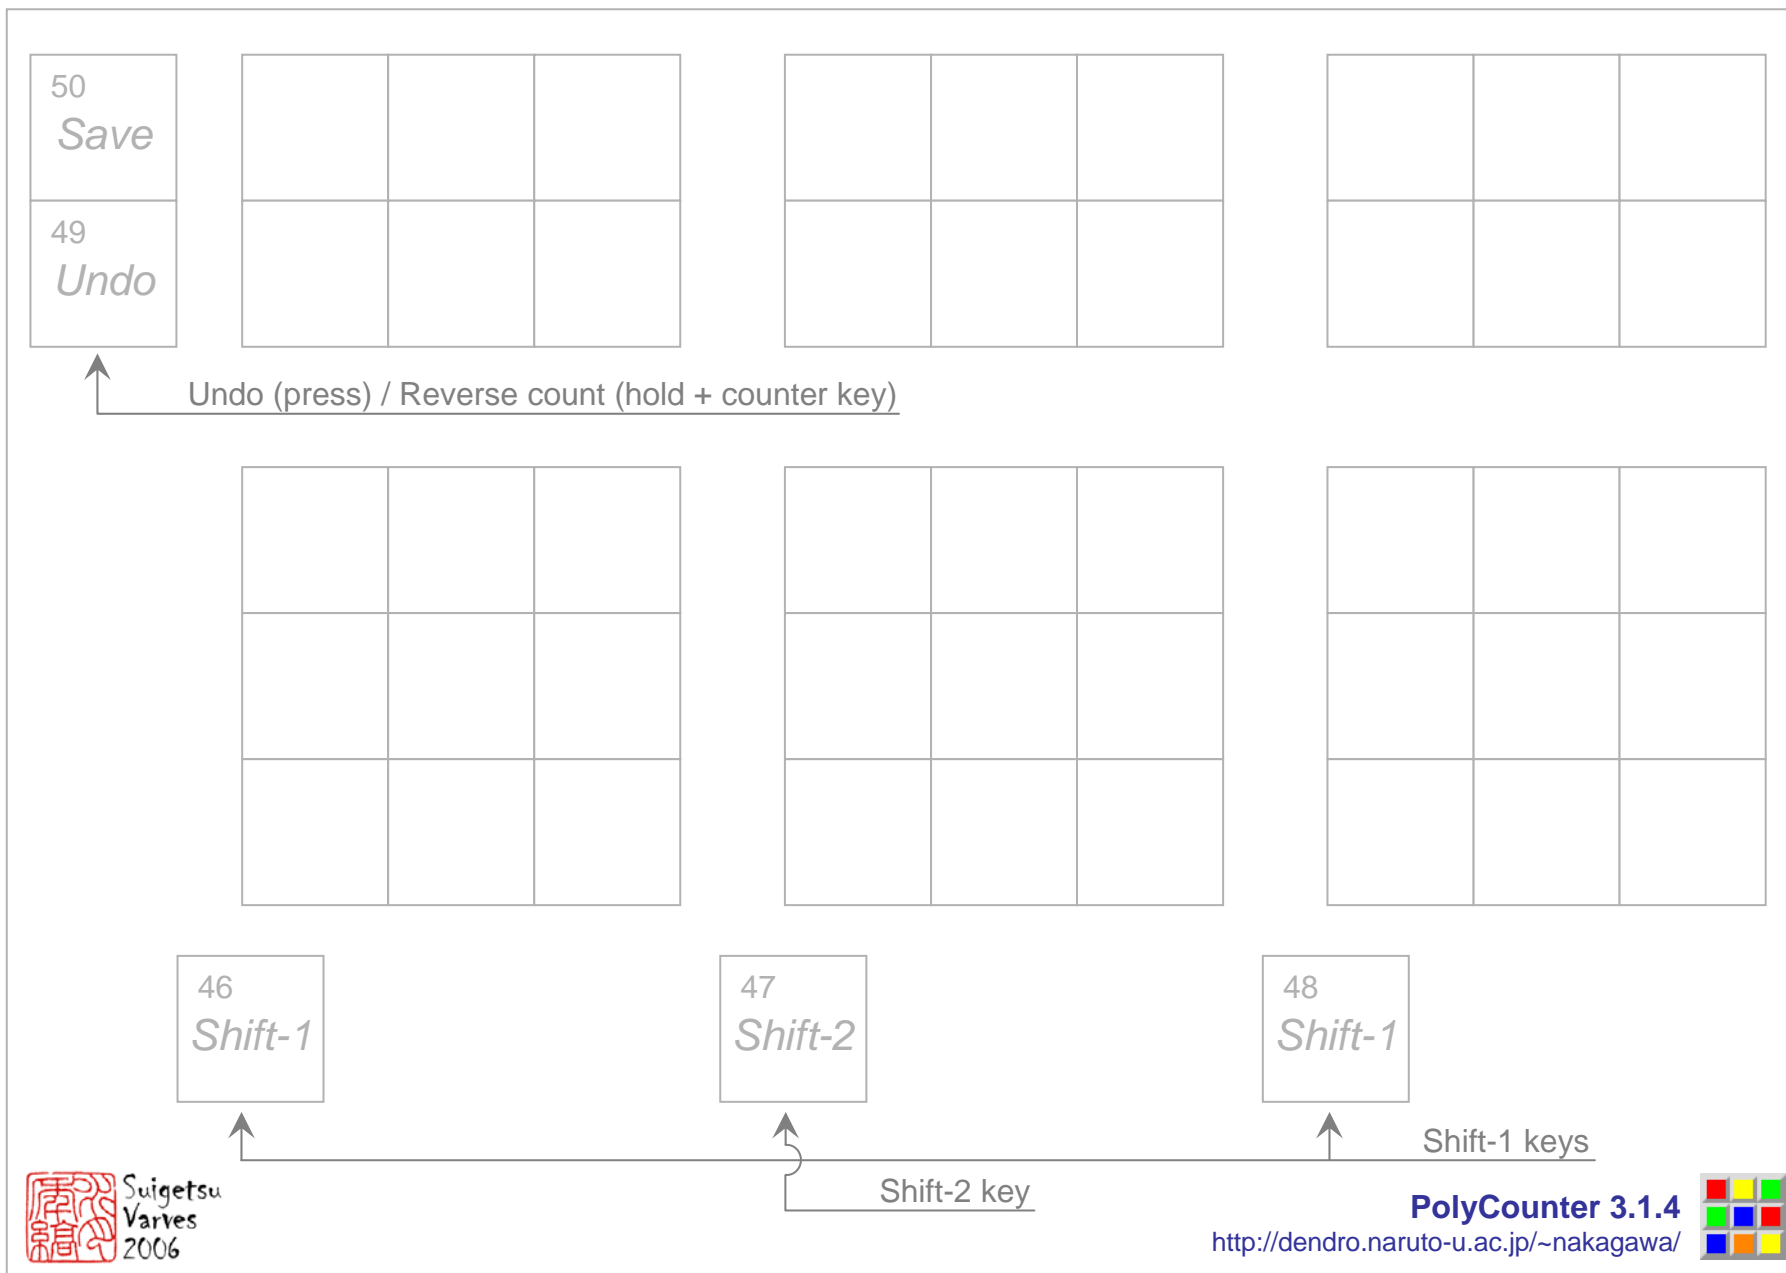 50
Save
49
Undo
Undo (press) / Reverse count (hold + counter key)
46
Shift-1
47
Shift-2
48
Shift-1
Shift-1 keys
Shift-2 key
Suigetsu
Varves
2006
PolyCounter 3.1.4
http://dendro.naruto-u.ac.jp/~nakagawa/